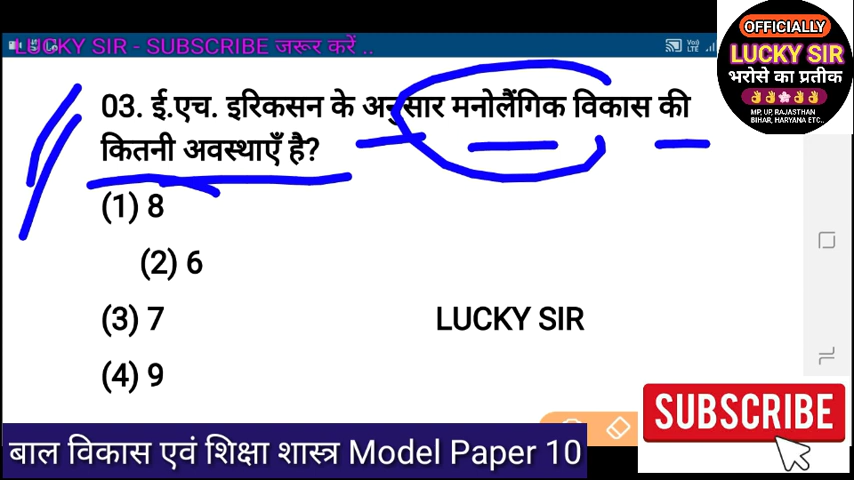 LUCKY SIR - SUBSCRIBE जरूर करें ..
OFFICIALLY
LUCKY SIR
भरोसे का प्रतीक
MP, UP, RAJASTHAN
BIHAR, HARYANA ETC..
03. ई.एच. इरिकसन के अनुसार मनोलैंगिक विकास की
कितनी अवस्थाएँ है?
(1) 8
(2) 6
(3) 7
LUCKY SIR
(4) 9
SUBSCRIBE
बाल विकास एवं शिक्षा शास्त्र Model Paper 10